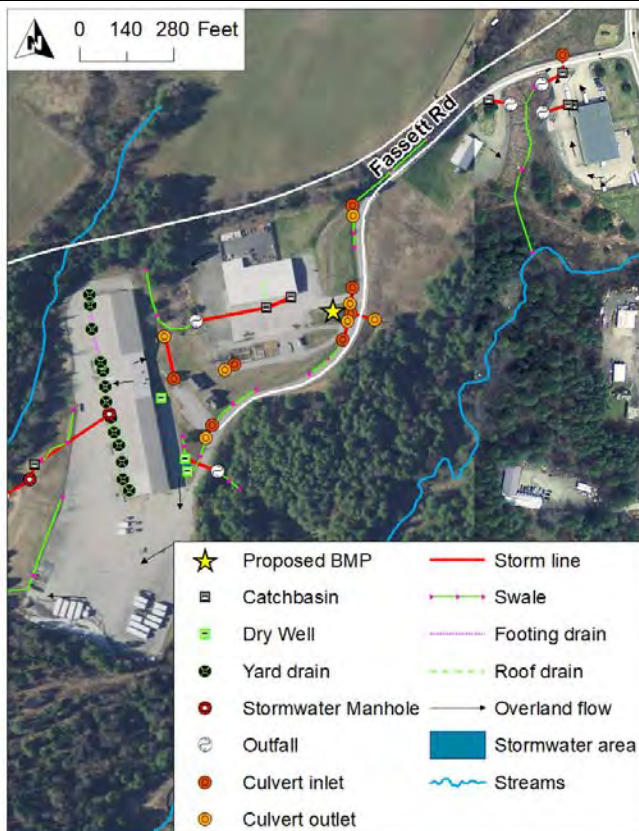 N 0 140 280 Feet
Fassett Rd
Proposed BMP
Catchbasin
Dry Well
Yard drain
Stormwater Manhole
Outfall
Culvert inlet
Culvert outlet
Storm line
Swale
Footing drain
Roof drain
Overland flow
Stormwater area
Streams